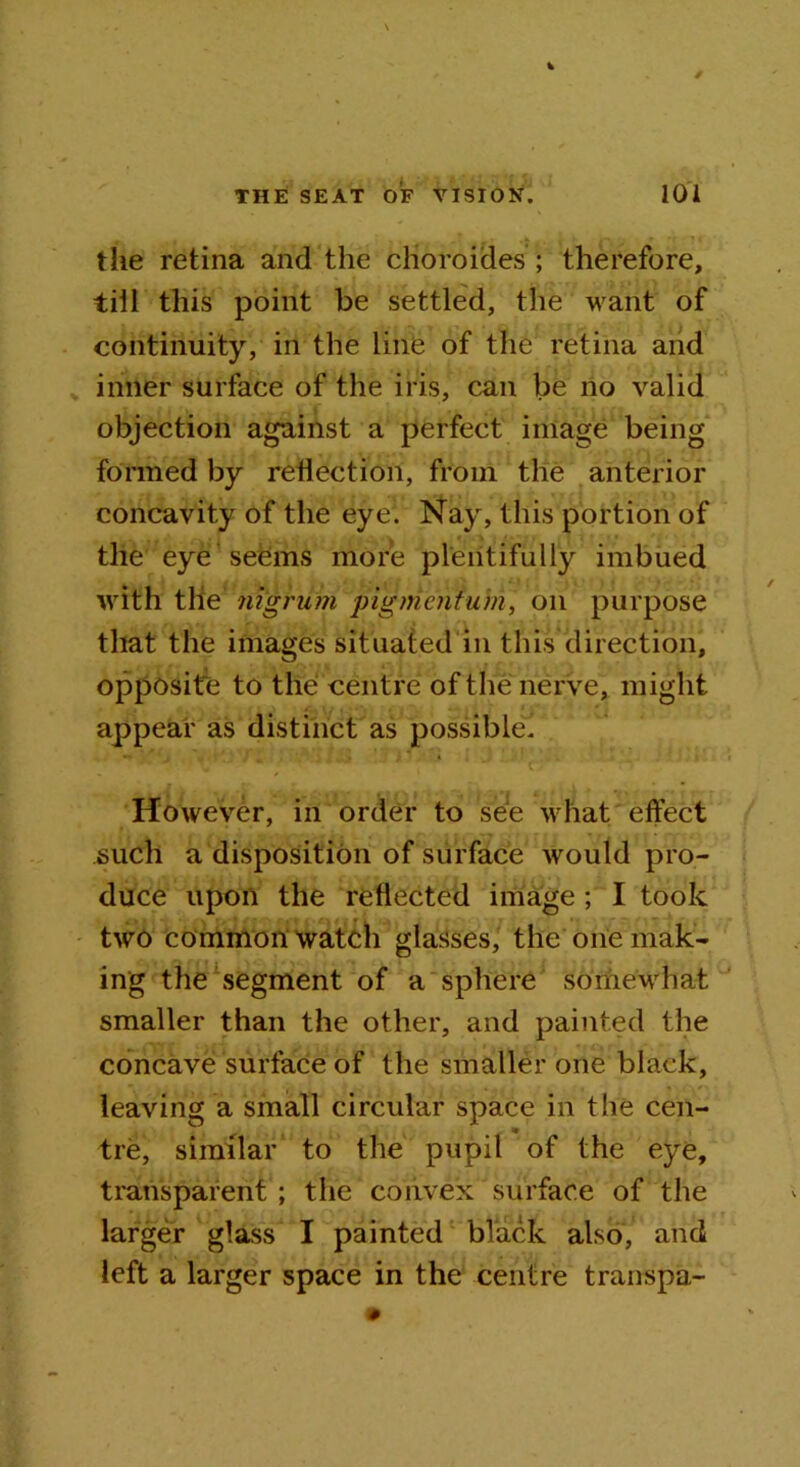 THE SEAT OF VISION. 101
the retina and the choroides ; therefore,
till this point be settled, the want of
continuity, in the line of the retina and
inner surface of the iris, can be no valid
objection against a perfect image being
formed by reflection, from the anterior
concavity of the eye. Nay, this portion of
the eye seems more plentifully imbued
with the nigrum pigmentum, on purpose
that the images situated in this direction,
opposite to the centre of the nerve, might
appear as distinct as possible.
However, in order to see what effect
such a disposition of surface would pro-
duce upon the reflected image ; I took
two common watch glasses, the one mak-
ing the segment of a sphere somewhat
smaller than the other, and painted the
concave surface of the smaller one black,
leaving a small circular space in the cen-
tre, similar to the pupil of the eye,
transparent ; the convex surface of the
larger glass I painted black also, and
left a larger space in the centre transpa-